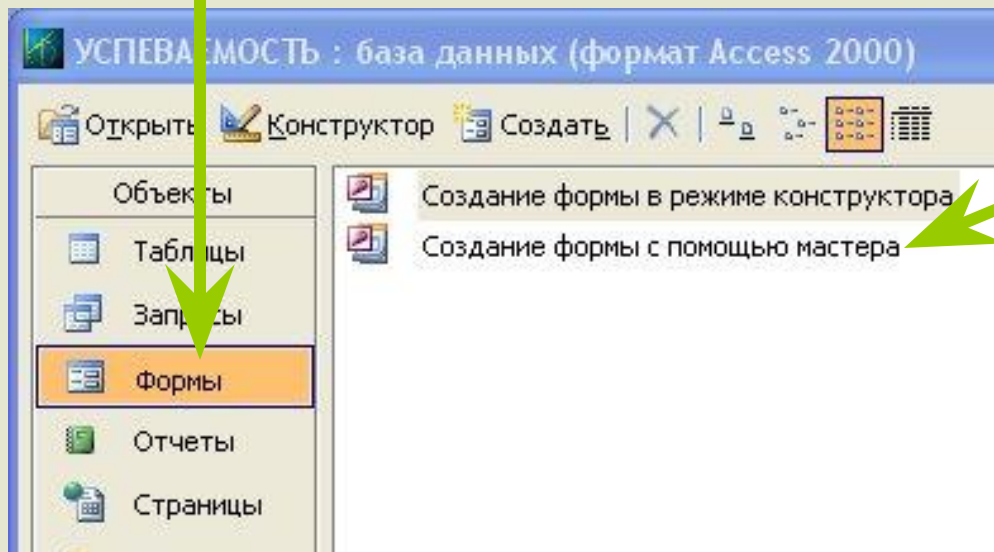 УСПЕВАЕМОСТЬ : база данных (формат Access 2000)
Открыть Конструктор Создать
Объекты
Таблицы
Запросы
Формы
Отчеты
Страницы
Создание формы в режиме конструктора
Создание формы с помощью мастера